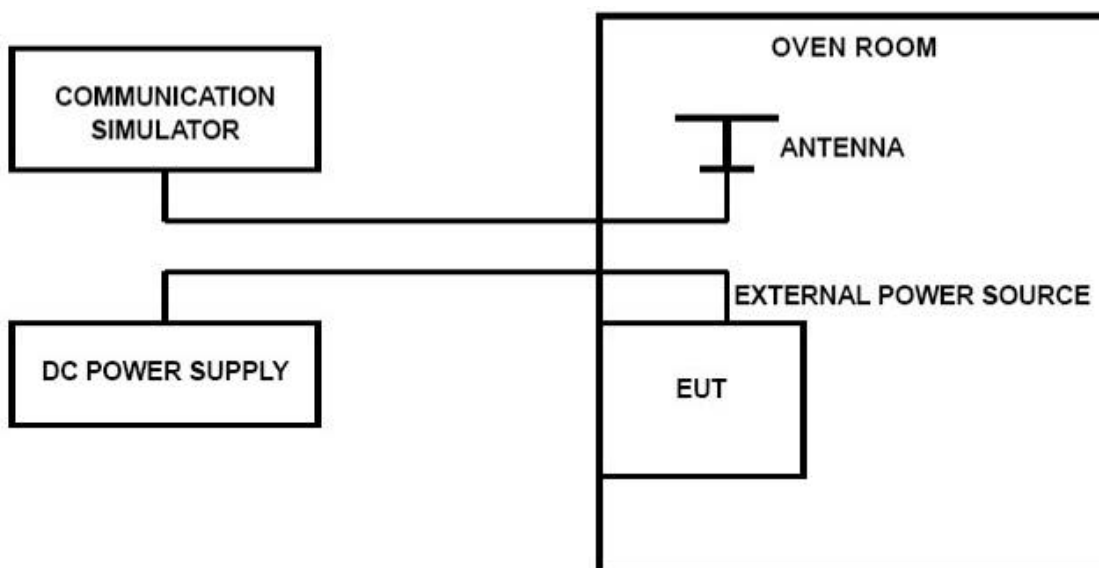 OVEN ROOM
COMMUNICATION
SIMULATOR
ANTENNA
EXTERNAL POWER SOURCE
DC POWER SUPPLY
EUT